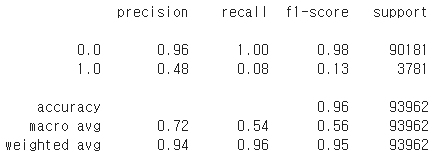 precision recall f1-score support
0.0 0.96 1.00 0.98 90181
1.0 0.48 0.08 0.13 3781
accuracy 0.96 93962
macro avg 0.72 0.54 0.56 93962
weighted avg 0.94 0.96 0.95 93962